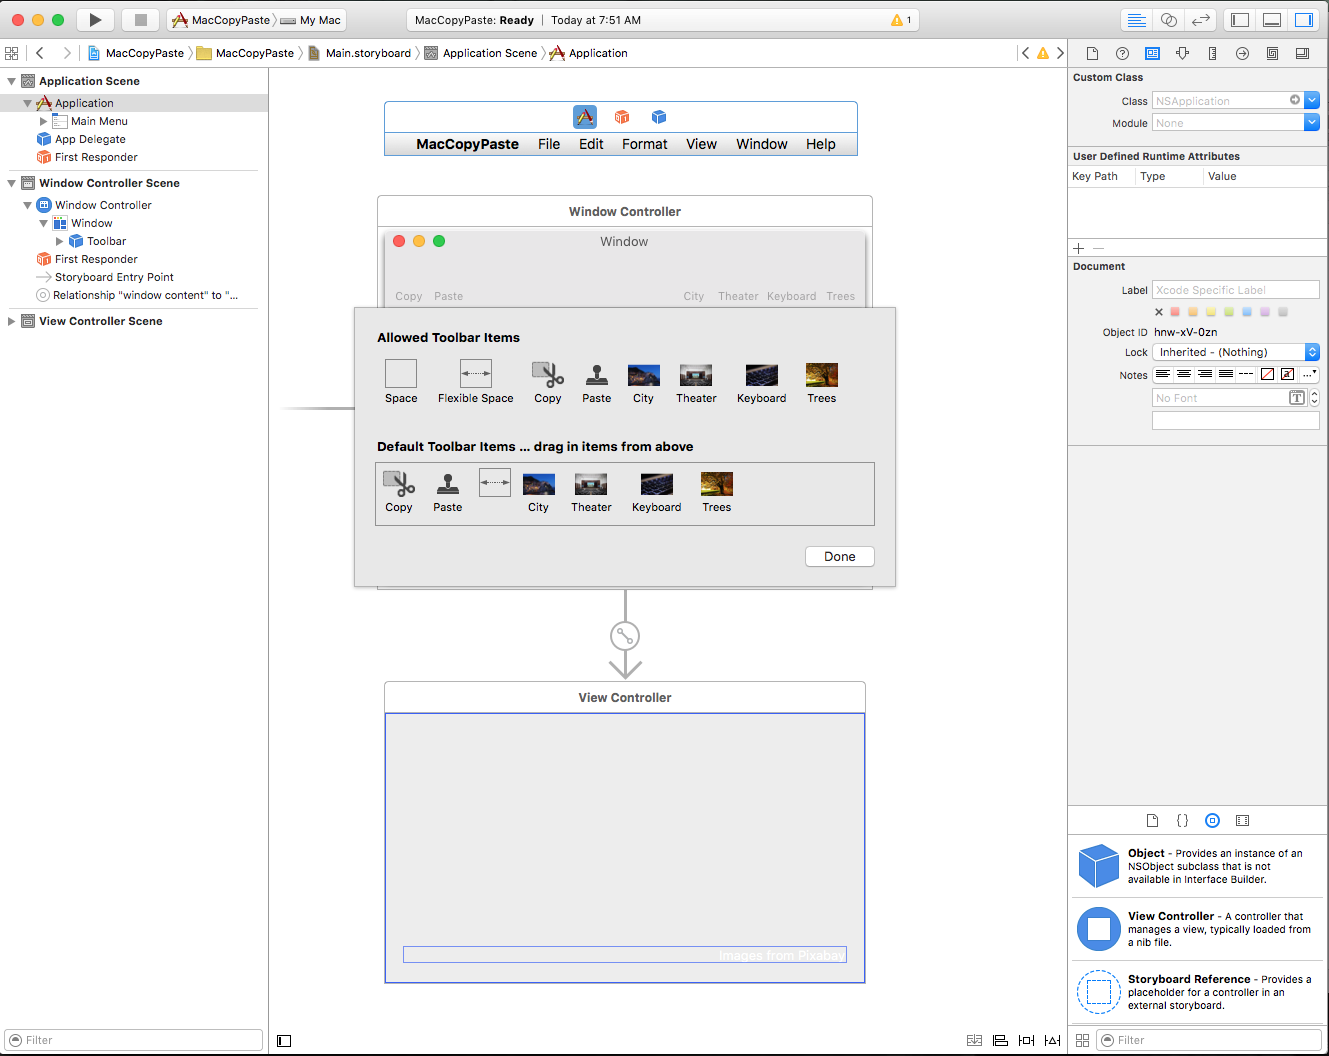 MacCopyPaste My Mac
MacCopyPaste: Ready | Today at 7:51 AM
1
MacCopyPaste MacCopyPaste Main.storyboard Application Scene Application
Application Scene
Application
Main Menu
App Delegate
First Responder
Window Controller Scene
Window Controller
Window
Toolbar
First Responder
Storyboard Entry Point
Relationship "window content" to "...
View Controller Scene
Filter
MacCopyPaste File Edit Format View Window Help
Window Controller
Window
Copy Paste City Theater Keyboard Trees
Allowed Toolbar Items
Space Flexible Space Copy Paste City Theater Keyboard Trees
Default Toolbar Items ... drag in items from above
Copy Paste City Theater Keyboard Trees
Done
View Controller
Images from Pixabay
Custom Class
Class NSApplication
Module None
User Defined Runtime Attributes
Key Path Type Value
Document
Label Xcode Specific Label
Object ID hnw-xV-0zn
Lock Inherited - (Nothing)
Notes
No Font
Object - Provides an instance of an
NSObject subclass that is not
available in Interface Builder.
View Controller - A controller that
manages a view, typically loaded from
a nib file.
Storyboard Reference - Provides a
placeholder for a controller in an
external storyboard.
Filter